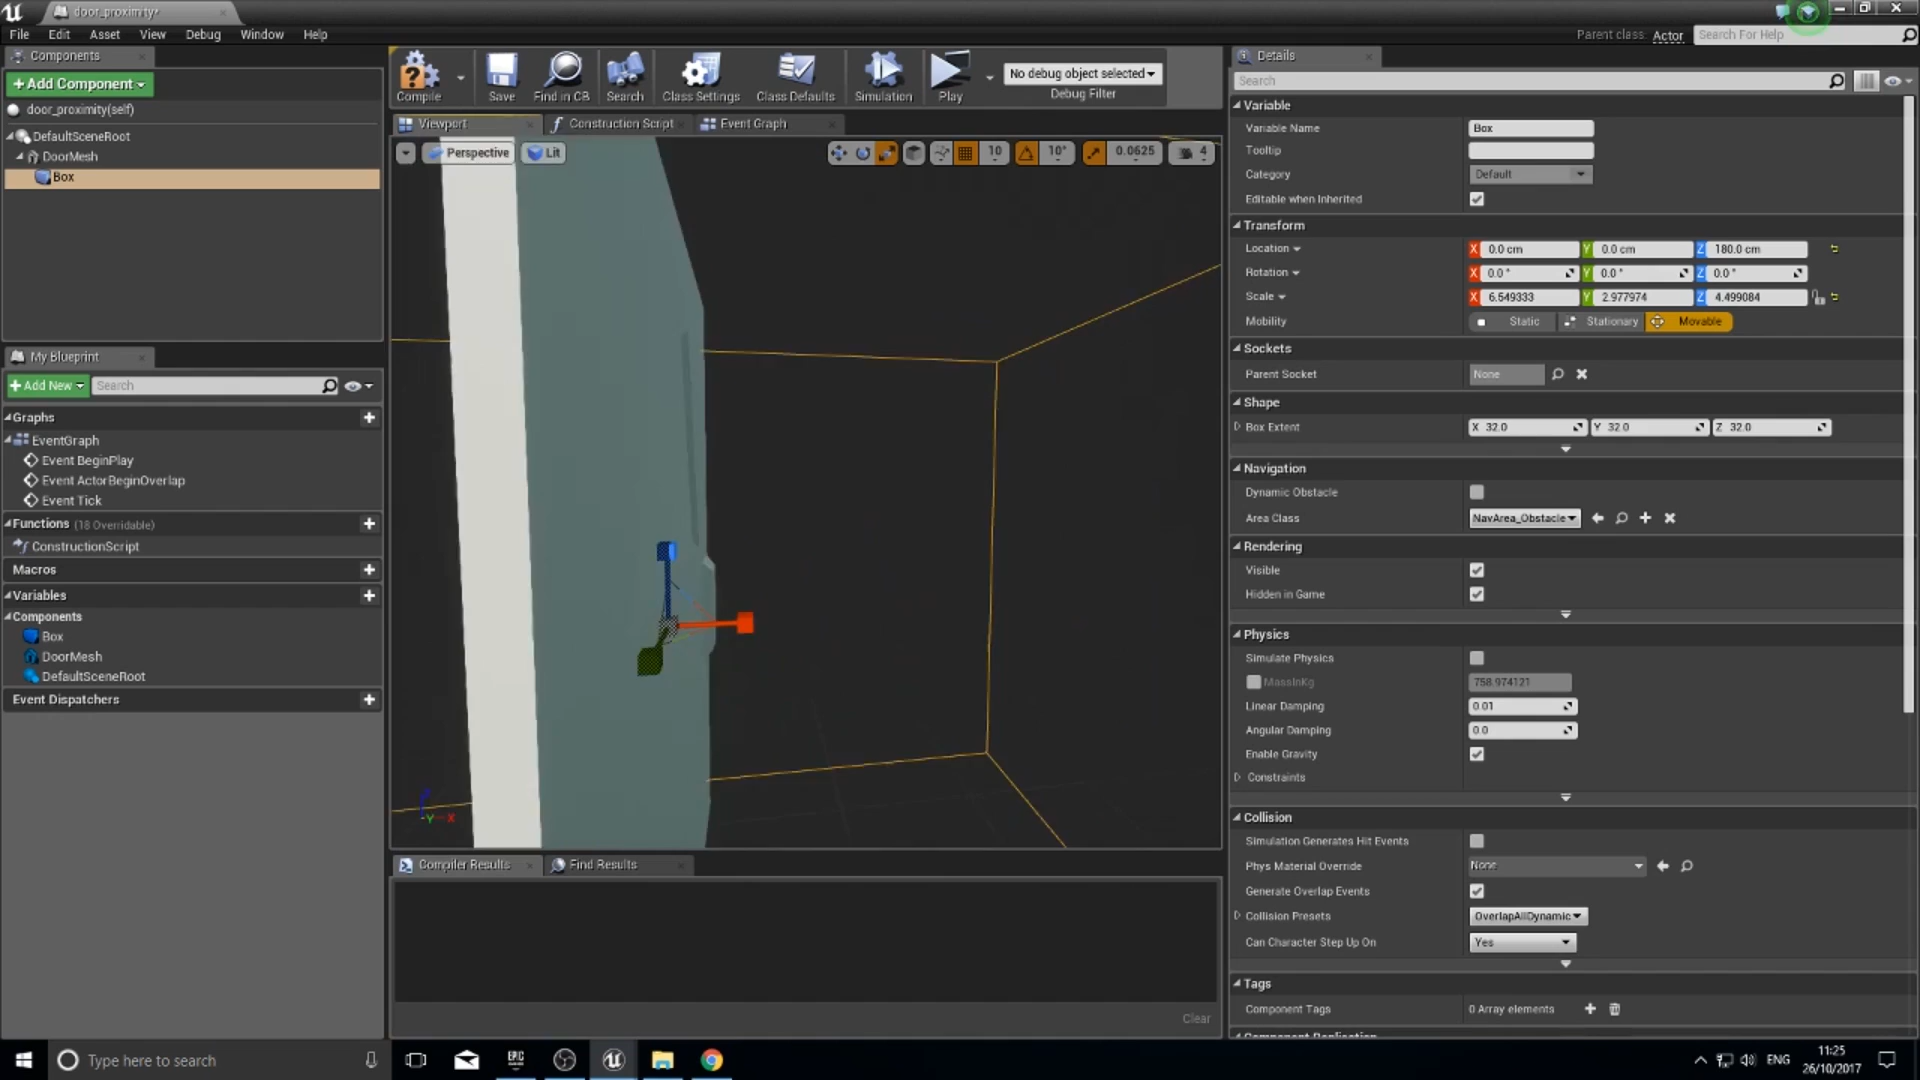 door_proximity*
File Edit Asset View Debug Window Help
Parent class: Actor
Search For Help
Components
+Add Component
door_proximity(self)
DefaultSceneRoot
DoorMesh
Box
My Blueprint
+Add New
Search
Graphs
EventGraph
Event BeginPlay
Event ActorBeginOverlap
Event Tick
Functions (18 Overridable)
ConstructionScript
Macros
Variables
Components
Box
DoorMesh
DefaultSceneRoot
Event Dispatchers
Compile
Save
Find in CB
Search
Class Settings
Class Defaults
Simulation
Play
No debug object selected
Debug Filter
Viewport
Construction Script
Event Graph
Perspective
Lit
10
10°
0.0625
4
Y X
Compiler Results
Find Results
Clear
Details
Search
Variable
Variable Name Box
Tooltip
Category Default
Editable when Inherited
Transform
Location X 0.0 cm Y 0.0 cm Z 180.0 cm
Rotation X 0.0 ° Y 0.0 ° Z 0.0 °
Scale X 6.549333 Y 2.977974 Z 4.499084
Mobility Static Stationary Movable
Sockets
Parent Socket None
Shape
Box Extent X 32.0 Y 32.0 Z 32.0
Navigation
Dynamic Obstacle
Area Class NavArea_Obstacle
Rendering
Visible
Hidden in Game
Physics
Simulate Physics
MassInKg 758.974121
Linear Damping 0.01
Angular Damping 0.0
Enable Gravity
Constraints
Collision
Simulation Generates Hit Events
Phys Material Override None
Generate Overlap Events
Collision Presets OverlapAllDynamic
Can Character Step Up On Yes
Tags
Component Tags 0 Array elements
Component Replication
Type here to search
EPIC
ENG
11:25
26/10/2017